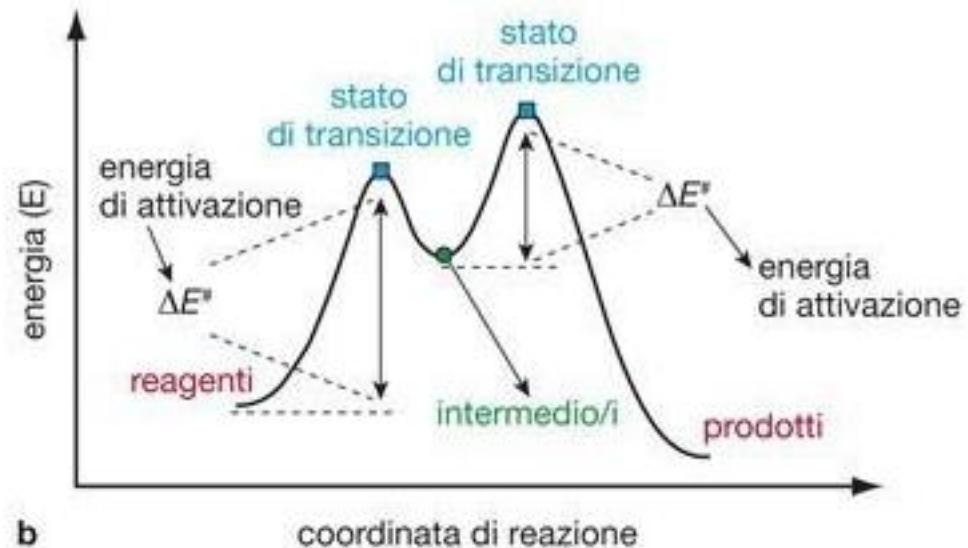 stato
di transizione
stato
di transizione
energia
di attivazione
ΔE#
ΔE#
energia
di attivazione
energia (E)
reagenti
intermedio/i
prodotti
b
coordinata di reazione